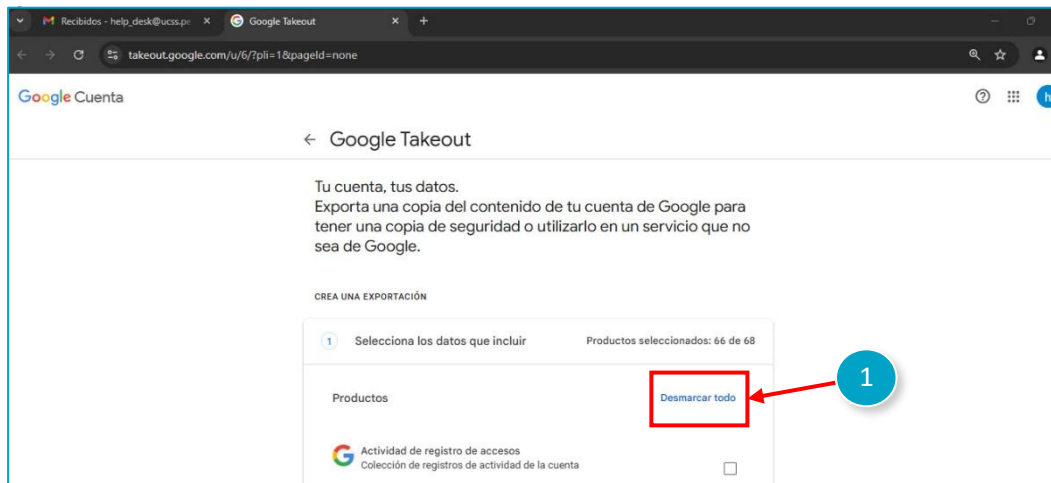 Recibidos - help_desk@ucss.pe
Google Takeout
takeout.google.com/u/6/?pli=1&pageId=none
Google Cuenta
h
Google Takeout
Tu cuenta, tus datos.
Exporta una copia del contenido de tu cuenta de Google para
tener una copia de seguridad o utilizarlo en un servicio que no
sea de Google.
CREA UNA EXPORTACIÓN
1 Selecciona los datos que incluir Productos seleccionados: 66 de 68
Productos Desmarcar todo
1
Actividad de registro de accesos
Colección de registros de actividad de la cuenta